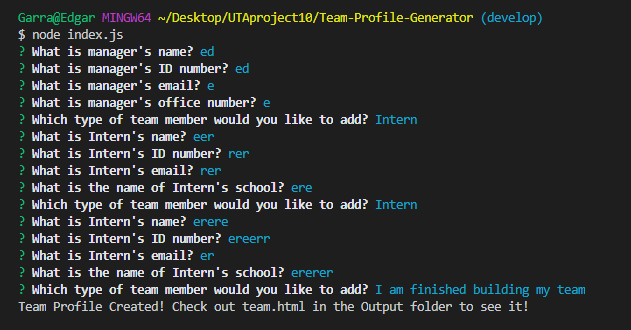 Garra@Edgar MINGW64 ~/Desktop/UTAproject10/Team-Profile-Generator (develop)
$ node index.js
? What is manager's name? ed
? What is manager's ID number? ed
? What is manager's email? e
? What is manager's office number? e
? Which type of team member would you like to add? Intern
? What is Intern's name? eer
? What is Intern's ID number? rer
? What is Intern's email? rer
? What is the name of Intern's school? ere
? Which type of team member would you like to add? Intern
? What is Intern's name? erere
? What is Intern's ID number? ereerr
? What is Intern's email? er
? What is the name of Intern's school? ererer
? Which type of team member would you like to add? I am finished building my team
Team Profile Created! Check out team.html in the Output folder to see it!